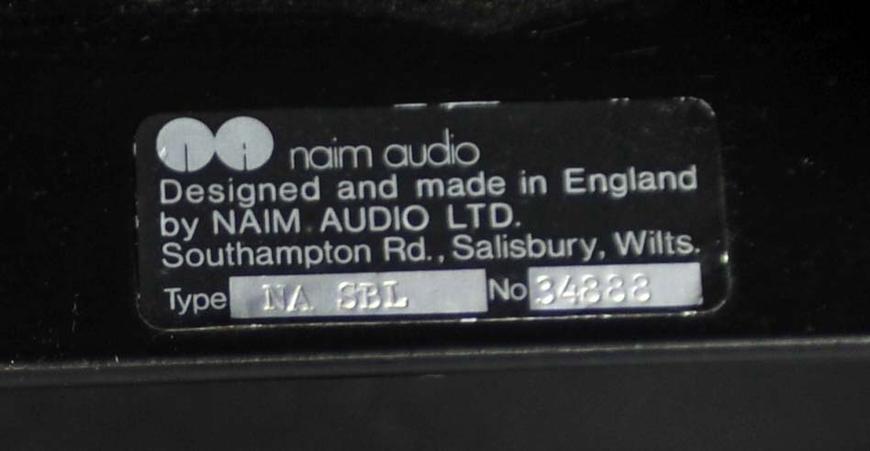 na naim audio
Designed and made in England
by NAIM AUDIO LTD.
Southampton Rd., Salisbury, Wilts.
Type NA SBL No 34888